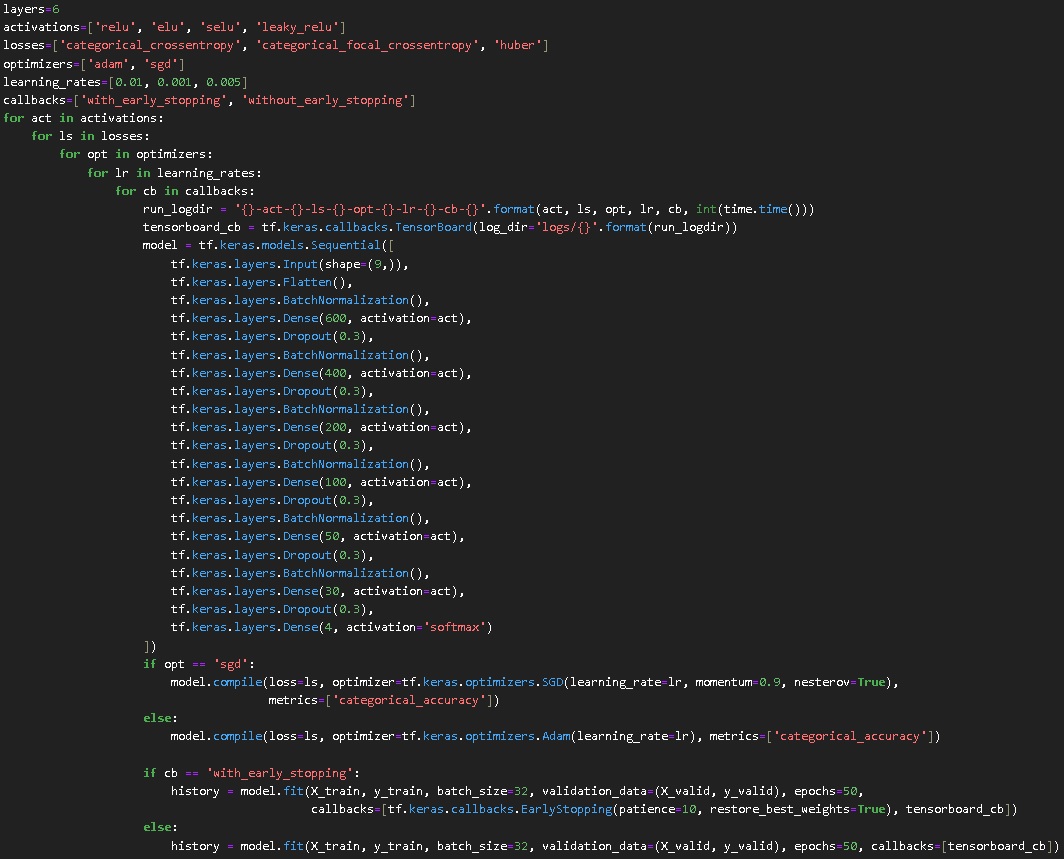 layers=6
activations=['relu', 'elu', 'selu', 'leaky_relu']
losses=['categorical_crossentropy', 'categorical_focal_crossentropy', 'huber']
optimizers=['adam', 'sgd']
learning_rates=[0.01, 0.001, 0.005]
callbacks=['with_early_stopping', 'without_early_stopping']
for act in activations:
    for ls in losses:
        for opt in optimizers:
            for lr in learning_rates:
                for cb in callbacks:
                    run_logdir = '{}-act-{}-ls-{}-opt-{}-lr-{}-cb-{}'.format(act, ls, opt, lr, cb, int(time.time()))
                    tensorboard_cb = tf.keras.callbacks.TensorBoard(log_dir='logs/{}'.format(run_logdir))
                    model = tf.keras.models.Sequential([
                        tf.keras.layers.Input(shape=(9,)),
                        tf.keras.layers.Flatten(),
                        tf.keras.layers.BatchNormalization(),
                        tf.keras.layers.Dense(600, activation=act),
                        tf.keras.layers.Dropout(0.3),
                        tf.keras.layers.BatchNormalization(),
                        tf.keras.layers.Dense(400, activation=act),
                        tf.keras.layers.Dropout(0.3),
                        tf.keras.layers.BatchNormalization(),
                        tf.keras.layers.Dense(200, activation=act),
                        tf.keras.layers.Dropout(0.3),
                        tf.keras.layers.BatchNormalization(),
                        tf.keras.layers.Dense(100, activation=act),
                        tf.keras.layers.Dropout(0.3),
                        tf.keras.layers.BatchNormalization(),
                        tf.keras.layers.Dense(50, activation=act),
                        tf.keras.layers.Dropout(0.3),
                        tf.keras.layers.BatchNormalization(),
                        tf.keras.layers.Dense(30, activation=act),
                        tf.keras.layers.Dropout(0.3),
                        tf.keras.layers.Dense(4, activation='softmax')
                    ])
                    if opt == 'sgd':
                        model.compile(loss=ls, optimizer=tf.keras.optimizers.SGD(learning_rate=lr, momentum=0.9, nesterov=True),
                                      metrics=['categorical_accuracy'])
                    else:
                        model.compile(loss=ls, optimizer=tf.keras.optimizers.Adam(learning_rate=lr), metrics=['categorical_accuracy'])

                    if cb == 'with_early_stopping':
                        history = model.fit(X_train, y_train, batch_size=32, validation_data=(X_valid, y_valid), epochs=50,
                                            callbacks=[tf.keras.callbacks.EarlyStopping(patience=10, restore_best_weights=True), tensorboard_cb])
                    else:
                        history = model.fit(X_train, y_train, batch_size=32, validation_data=(X_valid, y_valid), epochs=50, callbacks=[tensorboard_cb])